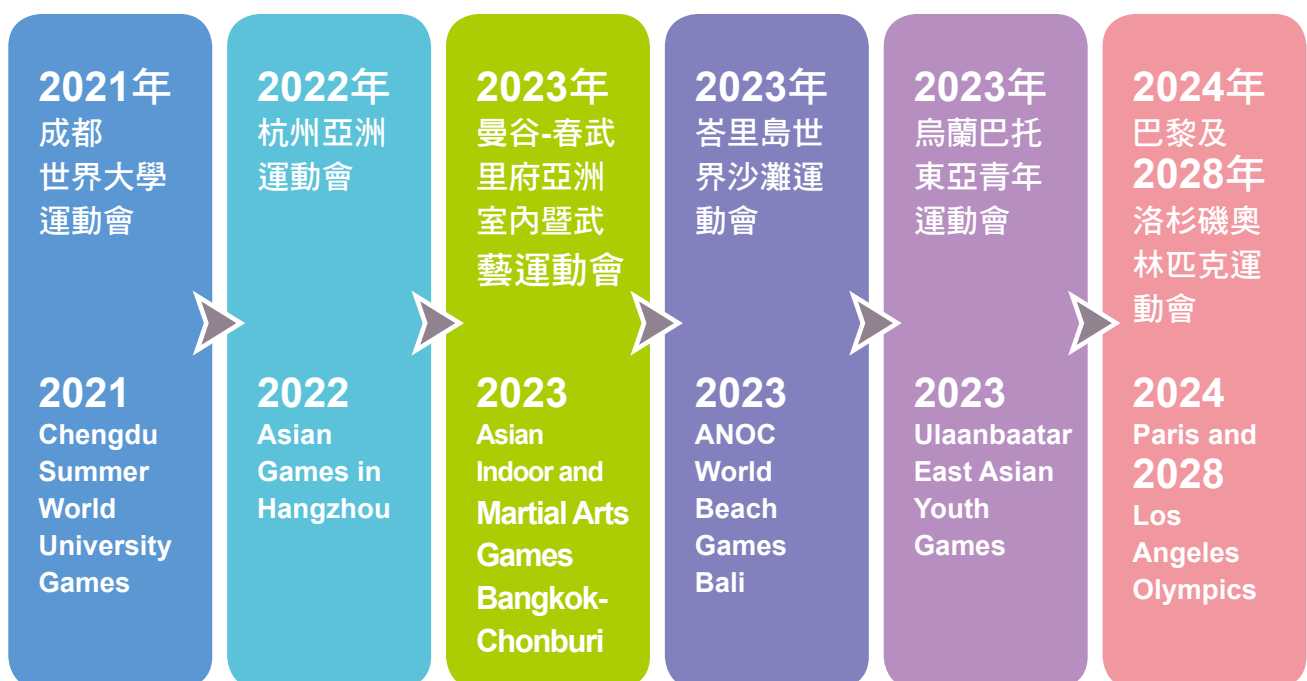 2021年
成都
世界大學
運動會
2021
Chengdu
Summer
World
University
Games
2022年
杭州亞洲
運動會
2022
Asian
Games in
Hangzhou
2023年
曼谷-春武
里府亞洲
室內暨武
藝運動會
2023
Asian
Indoor and
Martial Arts
Games
Bangkok-
Chonburi
2023年
峇里島世
界沙灘運
動會
2023
ANOC
World
Beach
Games
Bali
2023年
烏蘭巴托
東亞青年
運動會
2023
Ulaanbaatar
East Asian
Youth
Games
2024年
巴黎及
2028年
洛杉磯奧
林匹克運
動會
2024
Paris and
2028
Los
Angeles
Olympics